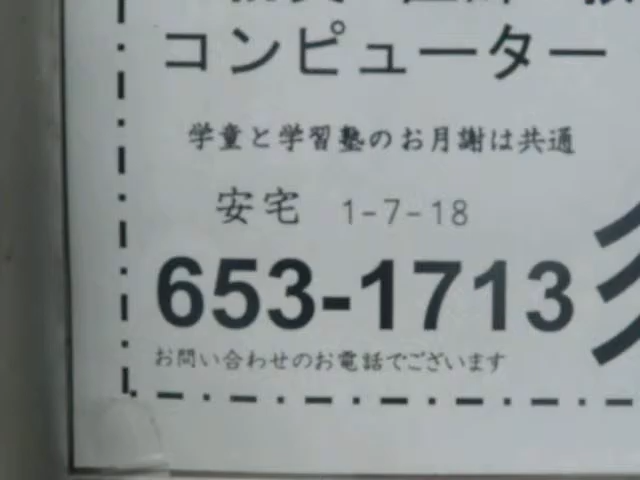 コンピューター
学童と学習塾のお月謝は共通
安宅 1-7-18
653-1713
お問い合わせのお電話でございます